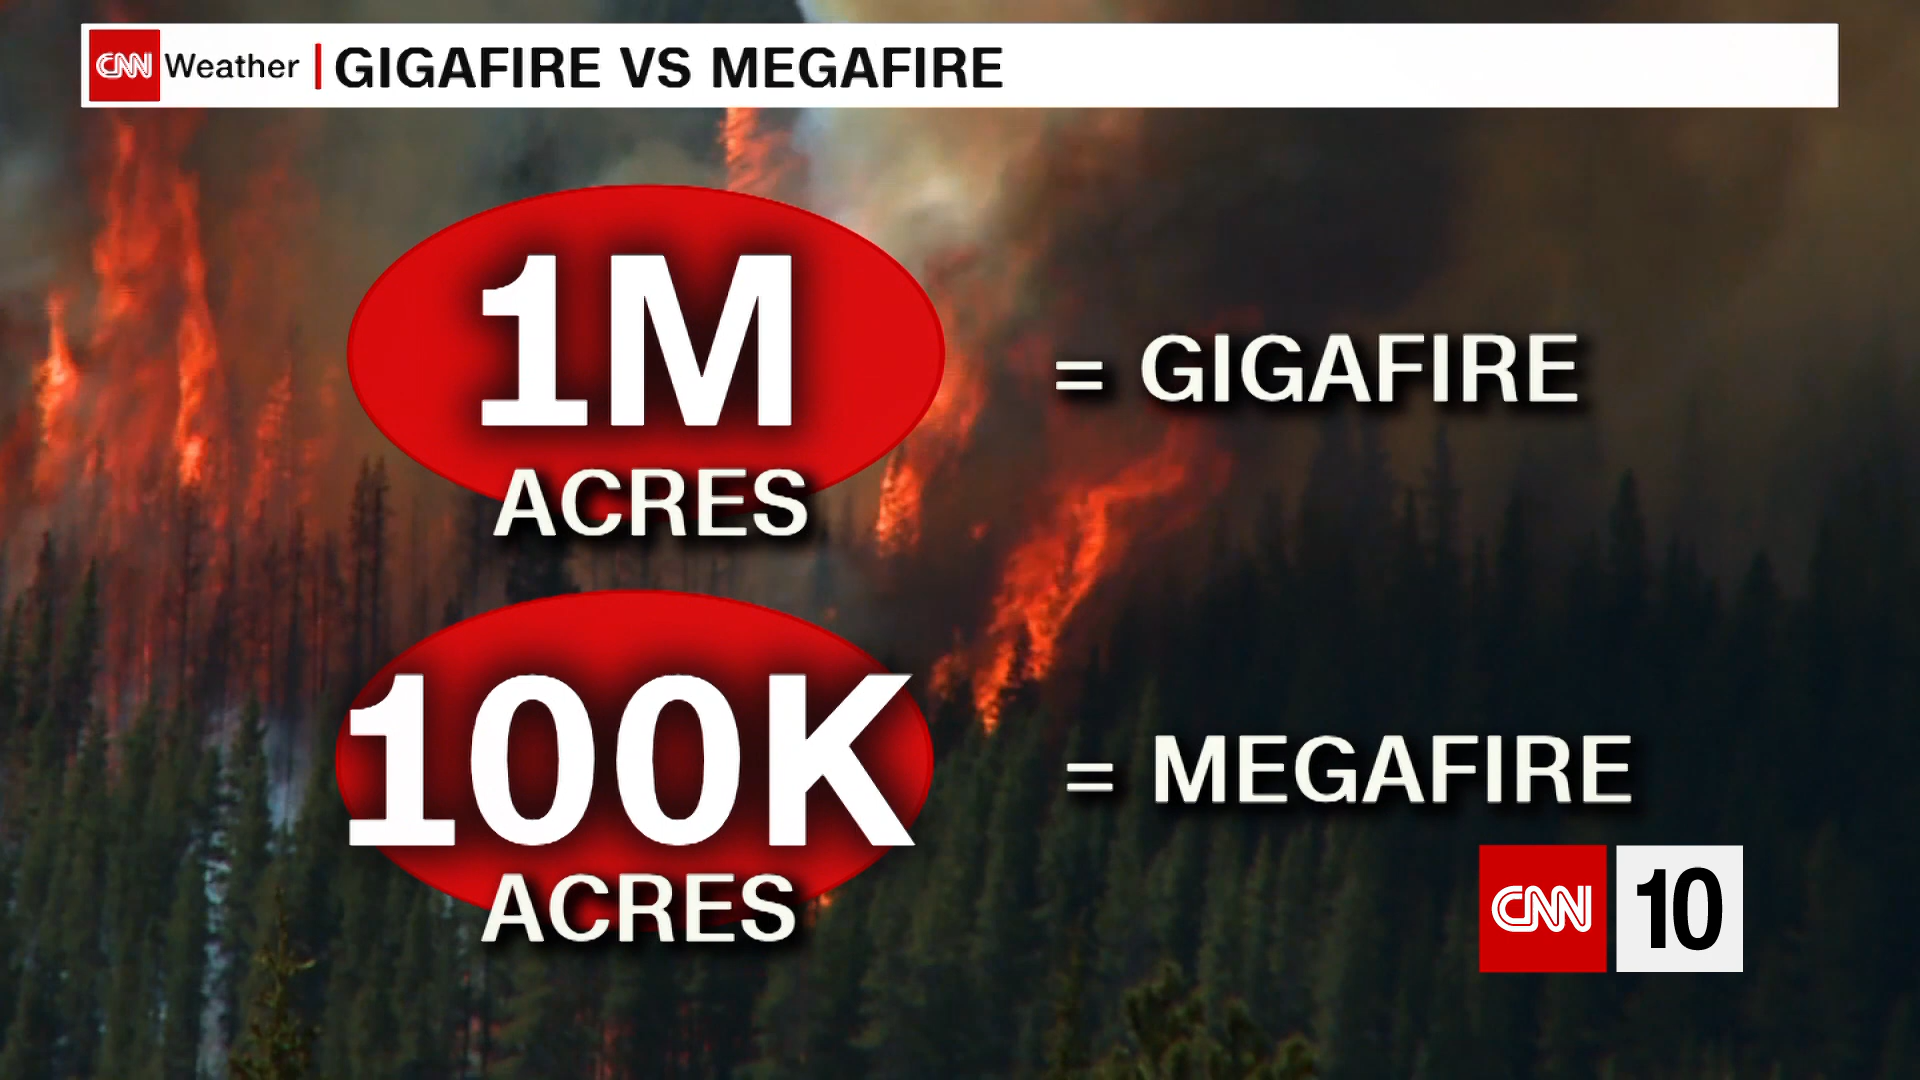 CNN Weather | GIGAFIRE VS MEGAFIRE
1M
ACRES
= GIGAFIRE
100K
ACRES
= MEGAFIRE
CNN 10